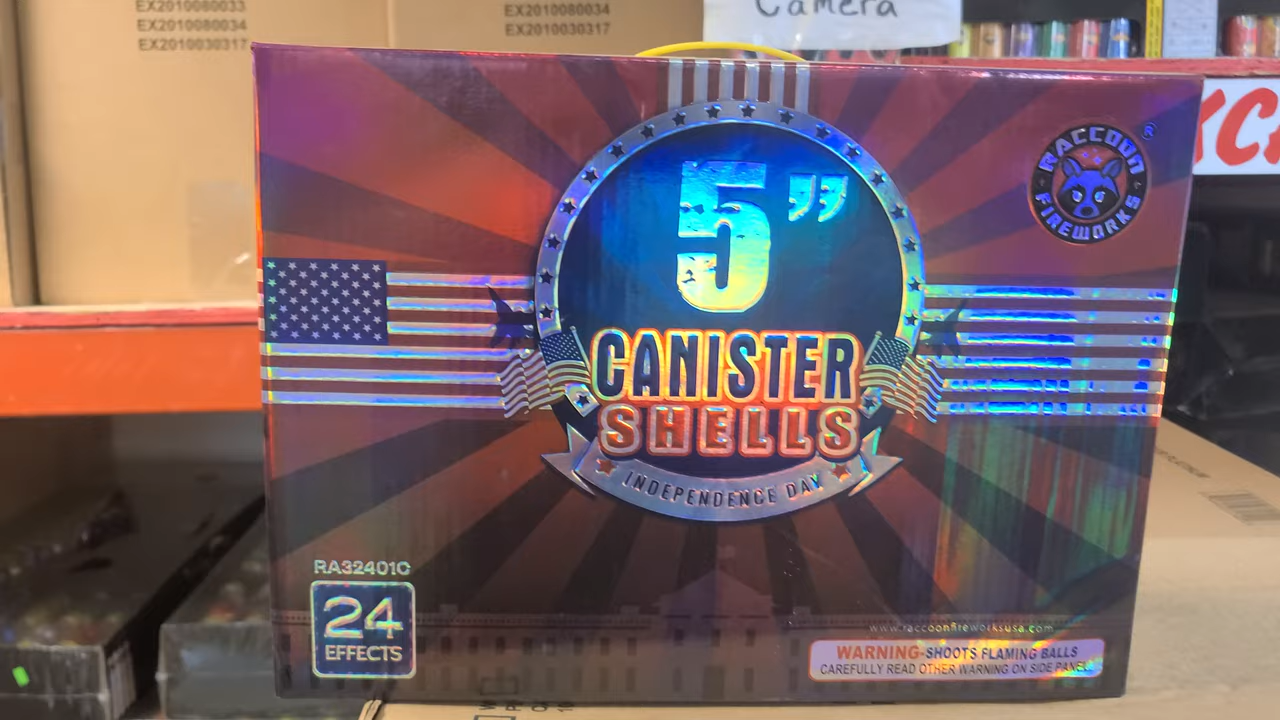 EX2010080033
EX2010080034
EX2010030317
EX2010080034
EX2010030317
Camera
RACCOON
FIREWORKS
®
5”
CANISTER
SHELLS
INDEPENDENCE DAY
RA32401C
24
EFFECTS
www.raccoonfireworksusa.com
WARNING-SHOOTS FLAMING BALLS
CAREFULLY READ OTHER WARNING ON SIDE PANEL